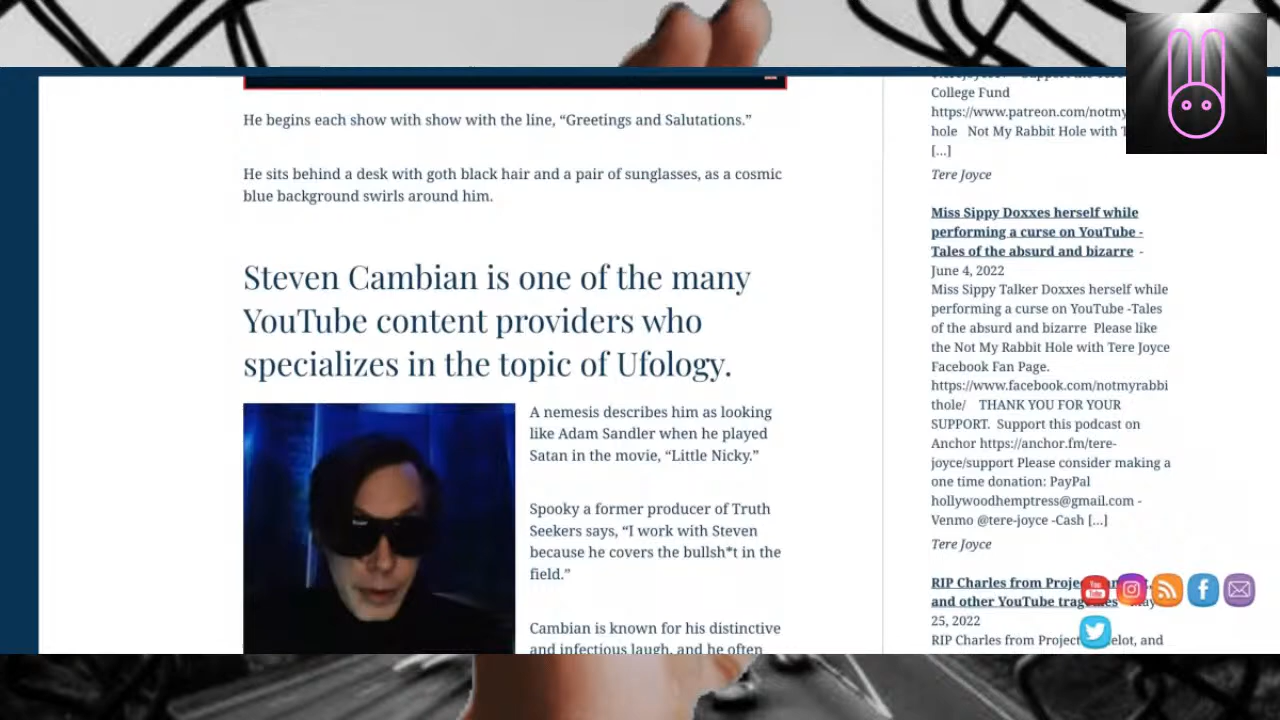 He begins each show with show with the line, “Greetings and Salutations.”
He sits behind a desk with goth black hair and a pair of sunglasses, as a cosmic
blue background swirls around him.
Steven Cambian is one of the many
YouTube content providers who
specializes in the topic of Ufology.
A nemesis describes him as looking
like Adam Sandler when he played
Satan in the movie, “Little Nicky.”
Spooky a former producer of Truth
Seekers says, “I work with Steven
because he covers the bullsh*t in the
field.”
Cambian is known for his distinctive
and infectious laugh, and he often
College Fund
https://www.patreon.com/notmy
hole Not My Rabbit Hole with
[...]
Tere Joyce
Miss Sippy Doxxes herself while
performing a curse on YouTube -
Tales of the absurd and bizarre -
June 4, 2022
Miss Sippy Talker Doxxes herself while
performing a curse on YouTube -Tales
of the absurd and bizarre Please like
the Not My Rabbit Hole with Tere Joyce
Facebook Fan Page.
https://www.facebook.com/notmyrabbi
thole/ THANK YOU FOR YOUR
SUPPORT. Support this podcast on
Anchor https://anchor.fm/tere-
joyce/support Please consider making a
one time donation: PayPal
hollywoodhemptress@gmail.com -
Venmo @tere-joyce -Cash [...]
Tere Joyce
RIP Charles from
and other YouTube
25, 2022
RIP Charles from and
You Tube